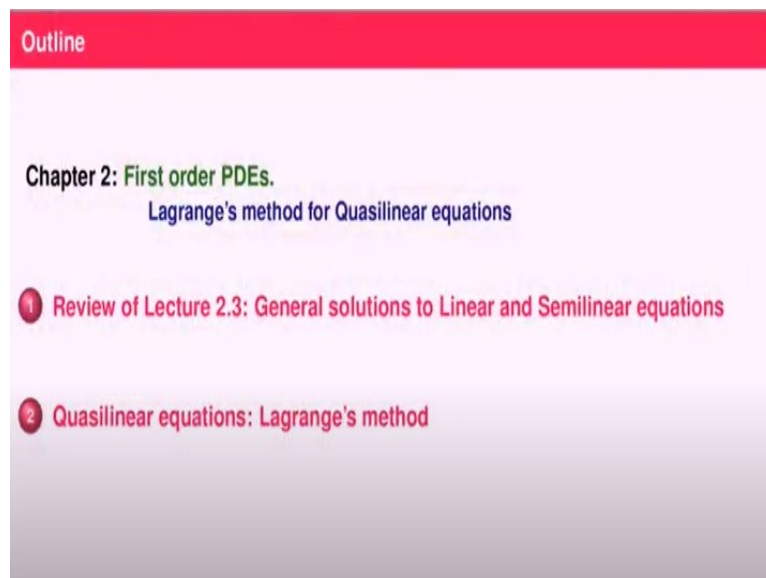 Outline
Chapter 2: First order PDEs.
Lagrange's method for Quasilinear equations
1 Review of Lecture 2.3: General solutions to Linear and Semilinear equations
2 Quasilinear equations: Lagrange's method